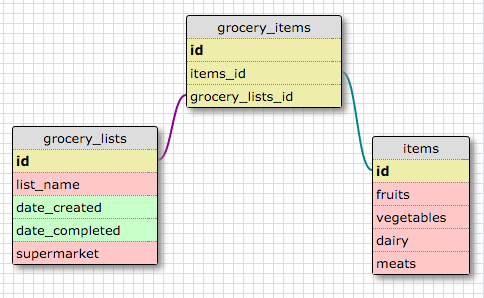 grocery_items
id
items_id
grocery_lists_id
grocery_lists
id
list_name
date_created
date_completed
supermarket
items
id
fruits
vegetables
dairy
meats